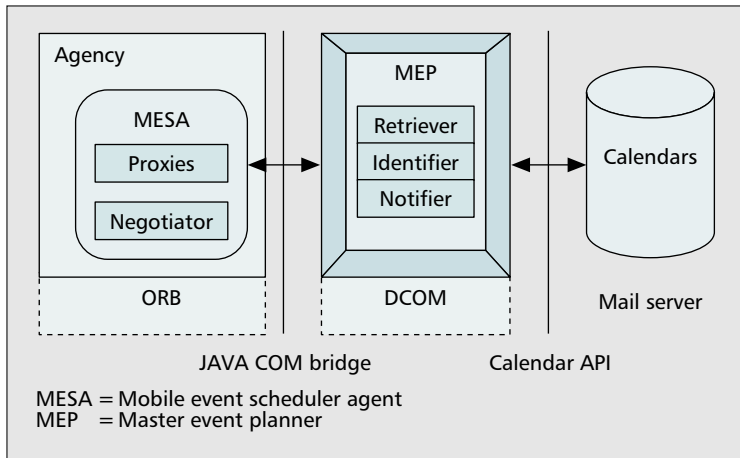 Agency
MESA
Proxies
Negotiator
ORB
MEP
Retriever
Identifier
Notifier
DCOM
Calendars
Mail server
JAVA COM bridge
Calendar API
MESA = Mobile event scheduler agent
MEP = Master event planner